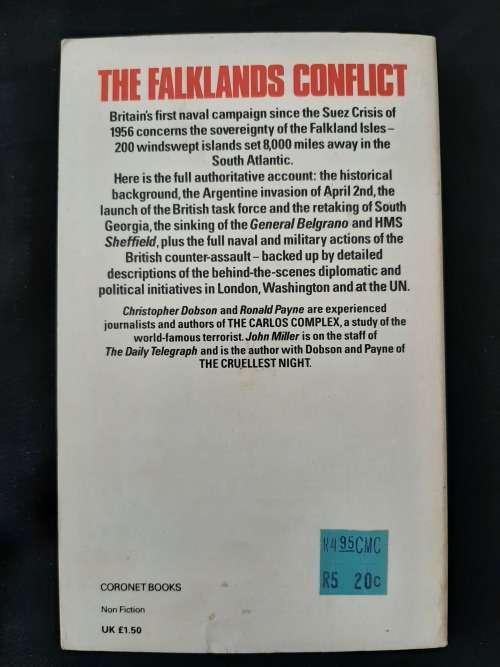 THE FALKLANDS CONFLICT
Britain's first naval campaign since the Suez Crisis of
1956 concerns the sovereignty of the Falkland Isles–
200 windswept islands set 8,000 miles away in the
South Atlantic.
Here is the full authoritative account: the historical
background, the Argentine invasion of April 2nd, the
launch of the British task force and the retaking of South
Georgia, the sinking of the General Belgrano and HMS
Sheffield, plus the full naval and military actions of the
British counter-assault – backed up by detailed
descriptions of the behind-the-scenes diplomatic and
political initiatives in London, Washington and at the UN.
Christopher Dobson and Ronald Payne are experienced
journalists and authors of THE CARLOS COMPLEX, a study of the
world-famous terrorist. John Miller is on the staff of
The Daily Telegraph and is the author with Dobson and Payne of
THE CRUELLEST NIGHT.
R4 95 CMC
R5 20c
CORONET BOOKS
Non Fiction
UK £1.50